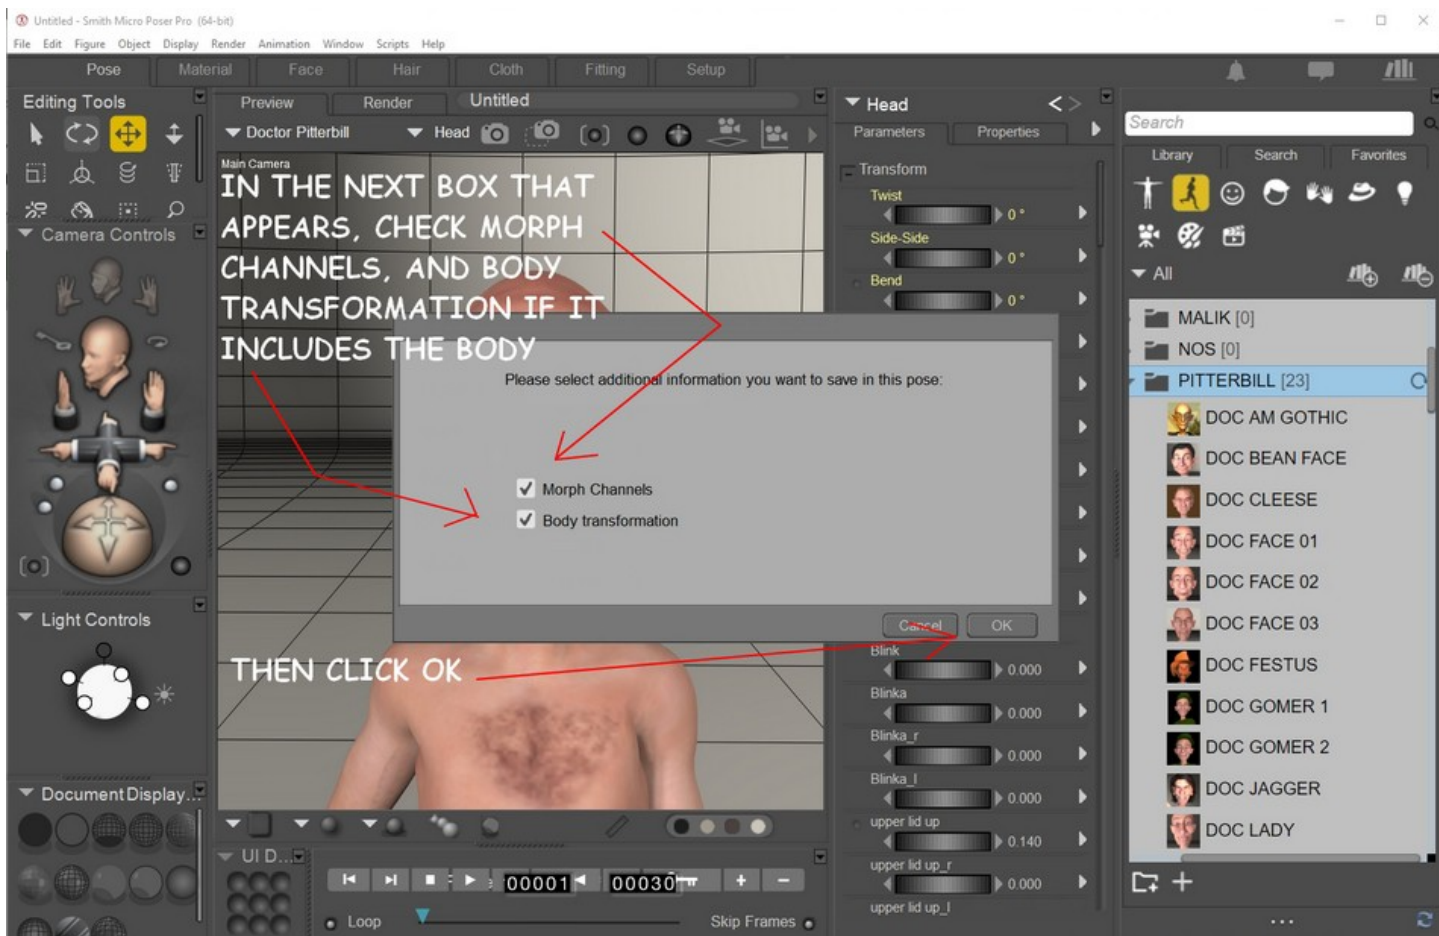 Untitled - Smith Micro Poser Pro (64-bit)
File Edit Figure Object Display Render Animation Window Scripts Help
Pose Material Face Hair Cloth Fitting Setup
Editing Tools
Preview Render Untitled
Doctor Pitterbill Head
Main Camera
IN THE NEXT BOX THAT
APPEARS, CHECK MORPH
CHANNELS, AND BODY
TRANSFORMATION IF IT
INCLUDES THE BODY
Please select additional information you want to save in this pose:
Morph Channels
Body transformation
Cancel OK
THEN CLICK OK
Camera Controls
Light Controls
Document Display...
UI D...
00001 00030
Loop Skip Frames
Head < >
Parameters Properties
Transform
Twist
0 °
Side-Side
0 °
Bend
0 °
Blink
0.000
Blinka
0.000
Blinka_r
0.000
Blinka_l
0.000
upper lid up
0.140
upper lid up_r
0.000
upper lid up_l
Search
Library Search Favorites
All
MALIK [0]
NOS [0]
PITTERBILL [23]
DOC AM GOTHIC
DOC BEAN FACE
DOC CLEESE
DOC FACE 01
DOC FACE 02
DOC FACE 03
DOC FESTUS
DOC GOMER 1
DOC GOMER 2
DOC JAGGER
DOC LADY
...